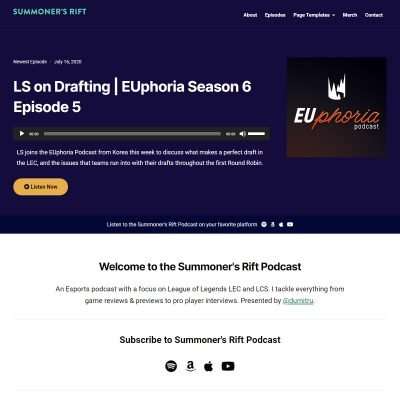 SUMMONER'S RIFT
About Episodes Page Templates Merch Contact
Newest Episode · July 16, 2020
LS on Drafting | EUphoria Season 6
Episode 5
EUphoria
podcast
00:00 00:00
LS joins the EUphoria Podcast from Korea this week to discuss what makes a perfect draft in
the LEC, and the issues that teams run into with their drafts throughout the first Round Robin.
Listen Now
Listen to the Summoner's Rift Podcast on your favorite platform
Welcome to the Summoner's Rift Podcast
An Esports podcast with a focus on League of Legends LEC and LCS. I tackle everything from
game reviews & previews to pro player interviews. Presented by @dumitru.
Subscribe to Summoner's Rift Podcast